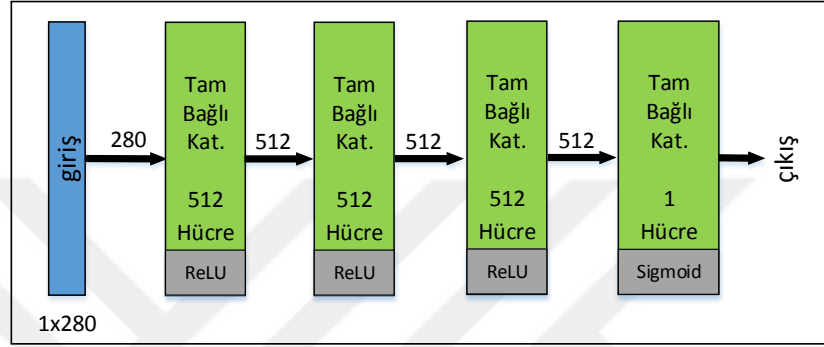 giriş
1x280
280
Tam
Bağlı
Kat.
512
Hücre
ReLU
512
Tam
Bağlı
Kat.
512
Hücre
ReLU
512
Tam
Bağlı
Kat.
512
Hücre
ReLU
512
Tam
Bağlı
Kat.
1
Hücre
Sigmoid
çıkış